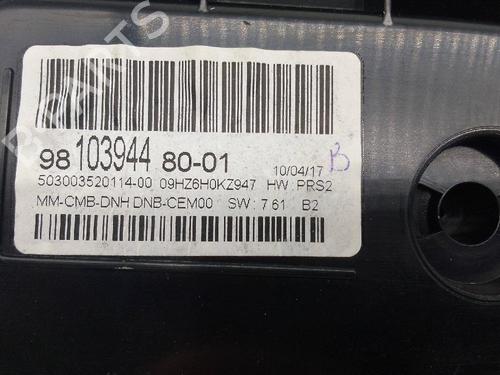 B-PARTS
98 103944 80-01
10/04/17 B
503003520114-00 09HZ6H0KZ947 HW: PRS2
MM-CMB-DNH DNB-CEM00 SW: 7 61 B2